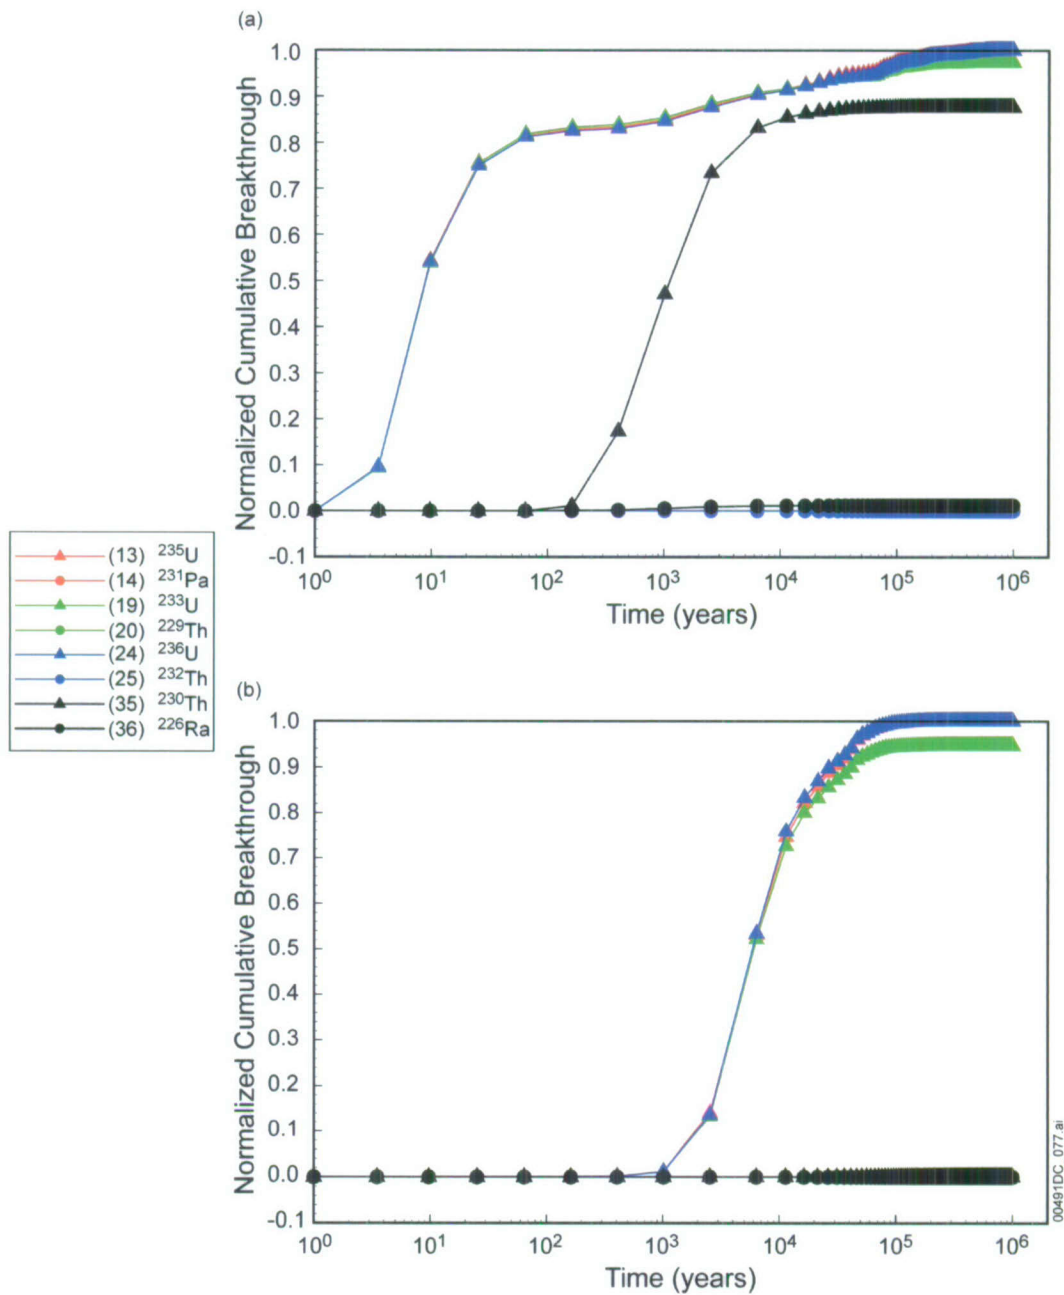 (a)
Normalized Cumulative Breakthrough
1.0
0.9
0.8
0.7
0.6
0.5
0.4
0.3
0.2
0.1
0.0
-0.1
10⁰ 10¹ 10² 10³ 10⁴ 10⁵ 10⁶
Time (years)
(13) ²³⁵U
(14) ²³¹Pa
(19) ²³³U
(20) ²²⁹Th
(24) ²³⁶U
(25) ²³²Th
(35) ²³⁰Th
(36) ²²⁶Ra
(b)
Normalized Cumulative Breakthrough
1.0
0.9
0.8
0.7
0.6
0.5
0.4
0.3
0.2
0.1
0.0
-0.1
10⁰ 10¹ 10² 10³ 10⁴ 10⁵ 10⁶
Time (years)
00491DC_077.ai